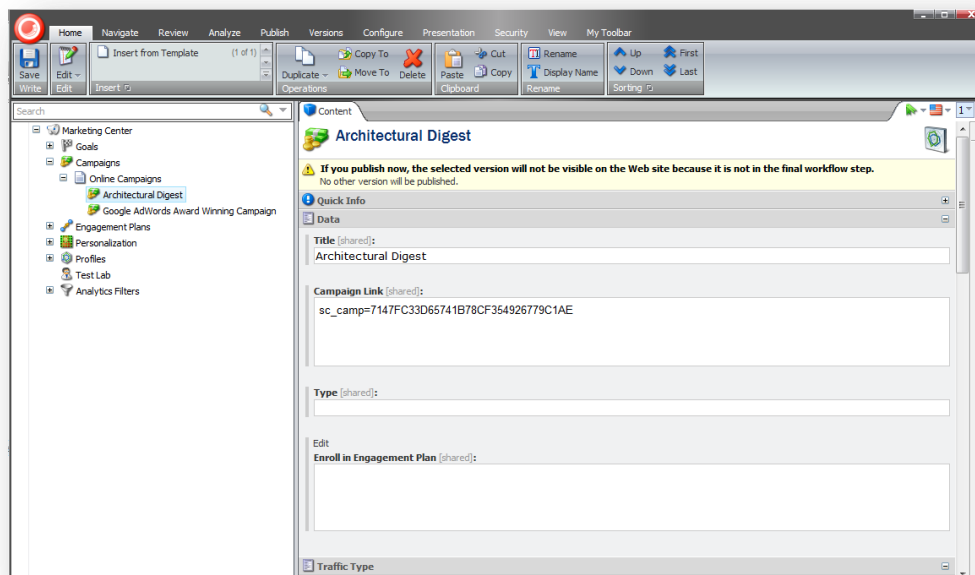 Home Navigate Review Analyze Publish Versions Configure Presentation Security View My Toolbar
Save
Write
Edit
Edit
Insert from Template (1 of 1)
Insert
Duplicate
Copy To
Move To
Delete
Operations
Paste
Cut
Copy
Clipboard
Rename
Display Name
Rename
Up First
Down Last
Sorting
Search
Marketing Center
Goals
Campaigns
Online Campaigns
Architectural Digest
Google AdWords Award Winning Campaign
Engagement Plans
Personalization
Profiles
Test Lab
Analytics Filters
Content
1
Architectural Digest
If you publish now, the selected version will not be visible on the Web site because it is not in the final workflow step.
No other version will be published.
Quick Info
Data
Title [shared]:
Architectural Digest
Campaign Link [shared]:
sc_camp=7147FC33D65741B78CF354926779C1AE
Type [shared]:
Edit
Enroll in Engagement Plan [shared]:
Traffic Type